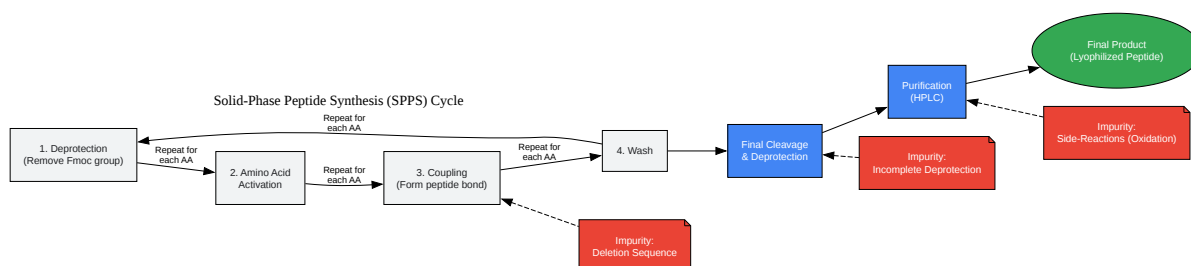 Solid-Phase Peptide Synthesis (SPPS) Cycle
1. Deprotection
(Remove Fmoc group)
Repeat for
each AA
2. Amino Acid
Activation
Repeat for
each AA
3. Coupling
(Form peptide bond)
Repeat for
each AA
4. Wash
Repeat for
each AA
Final Cleavage
& Deprotection
Purification
(HPLC)
Final Product
(Lyophilized Peptide)
Impurity:
Deletion Sequence
Impurity:
Incomplete Deprotection
Impurity:
Side-Reactions (Oxidation)